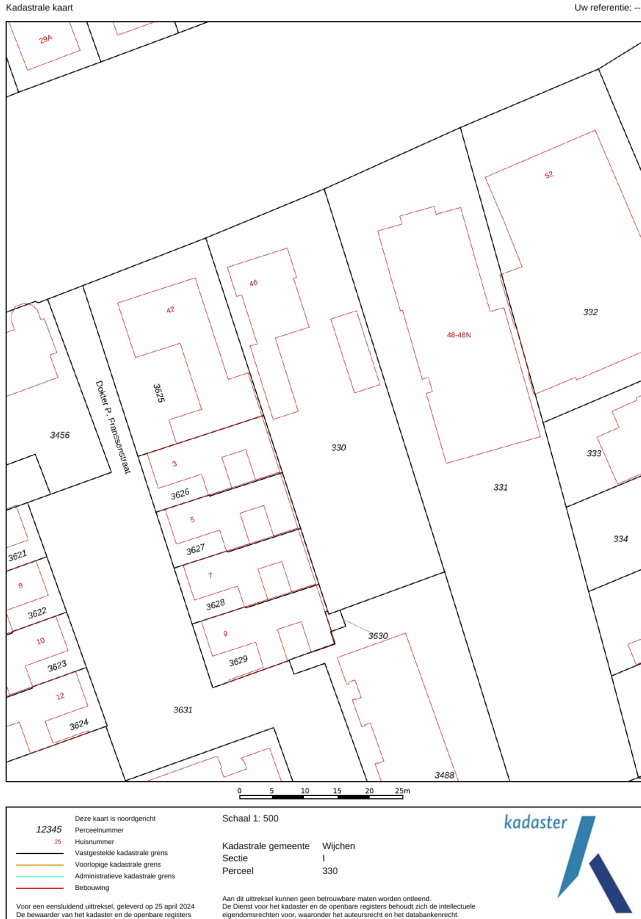 Kadastrale kaart
Uw referentie: --
29A
52
46
42
48-48N
332
3625
Dokter P. Franssenstraat
3456
330
333
3
331
3626
5
334
3627
3621
7
8
3628
3622
9
3630
10
3629
3623
12
3631
3624
3488
0 5 10 15 20 25m
Deze kaart is noordgericht
12345 Perceelnummer
25 Huisnummer
Vastgestelde kadastrale grens
Voorlopige kadastrale grens
Administratieve kadastrale grens
Bebouwing
Voor een eensluidend uittreksel, geleverd op 25 april 2024
De bewaarder van het kadaster en de openbare registers
Schaal 1: 500
Kadastrale gemeente Wijchen
Sectie I
Perceel 330
Aan dit uittreksel kunnen geen betrouwbare maten worden ontleend.
De Dienst voor het kadaster en de openbare registers behoudt zich de intellectuele
eigendomsrechten voor, waaronder het auteursrecht en het databankenrecht.
kadaster